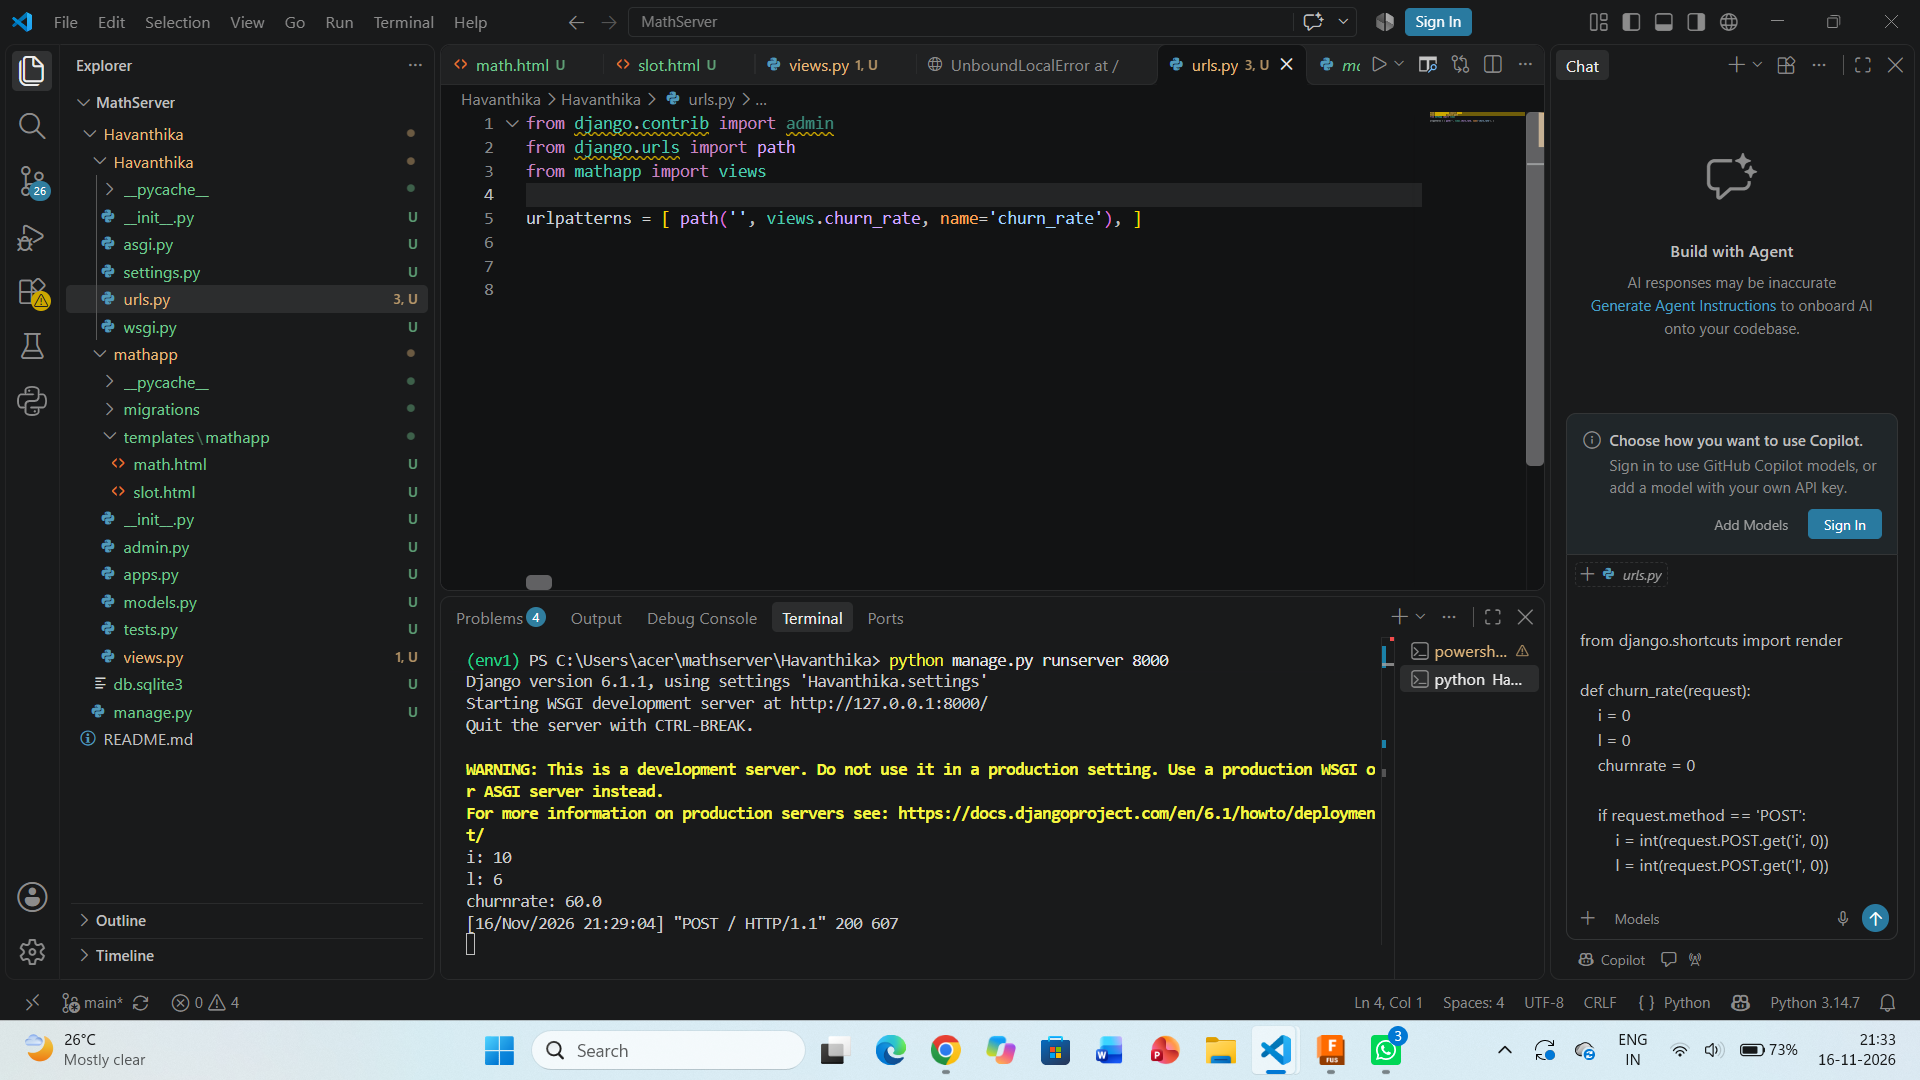 File Edit Selection View Go Run Terminal Help
MathServer
Sign In
Explorer
MathServer
Havanthika
Havanthika
__pycache__
__init__.py U
asgi.py U
settings.py U
urls.py 3, U
wsgi.py U
mathapp
__pycache__
migrations
templates\mathapp
math.html U
slot.html U
__init__.py U
admin.py U
apps.py U
models.py U
tests.py U
views.py 1, U
db.sqlite3 U
manage.py U
README.md
Outline
Timeline
26
math.html U slot.html U views.py 1, U UnboundLocalError at / urls.py 3, U
Havanthika > Havanthika > urls.py > ...
1 from django.contrib import admin
2 from django.urls import path
3 from mathapp import views
4
5 urlpatterns = [ path('', views.churn_rate, name='churn_rate'), ]
6
7
8
Problems 4 Output Debug Console Terminal Ports
(env1) PS C:\Users\acer\mathserver\Havanthika> python manage.py runserver 8000
Django version 6.1.1, using settings 'Havanthika.settings'
Starting WSGI development server at http://127.0.0.1:8000/
Quit the server with CTRL-BREAK.
WARNING: This is a development server. Do not use it in a production setting. Use a production WSGI o
r ASGI server instead.
For more information on production servers see: https://docs.djangoproject.com/en/6.1/howto/deploymen
t/
i: 10
l: 6
churnrate: 60.0
[16/Nov/2026 21:29:04] "POST / HTTP/1.1" 200 607
powersh...
python Ha...
Chat
Build with Agent
AI responses may be inaccurate
Generate Agent Instructions to onboard AI
onto your codebase.
Choose how you want to use Copilot.
Sign in to use GitHub Copilot models, or
add a model with your own API key.
Add Models Sign In
urls.py
from django.shortcuts import render
def churn_rate(request):
i = 0
l = 0
churnrate = 0
if request.method == 'POST':
i = int(request.POST.get('i', 0))
l = int(request.POST.get('l', 0))
Models
Copilot
main* 0 4
Ln 4, Col 1 Spaces: 4 UTF-8 CRLF { } Python Python 3.14.7
26°C
Mostly clear
Search
3
ENG
IN
73%
21:33
16-11-2026